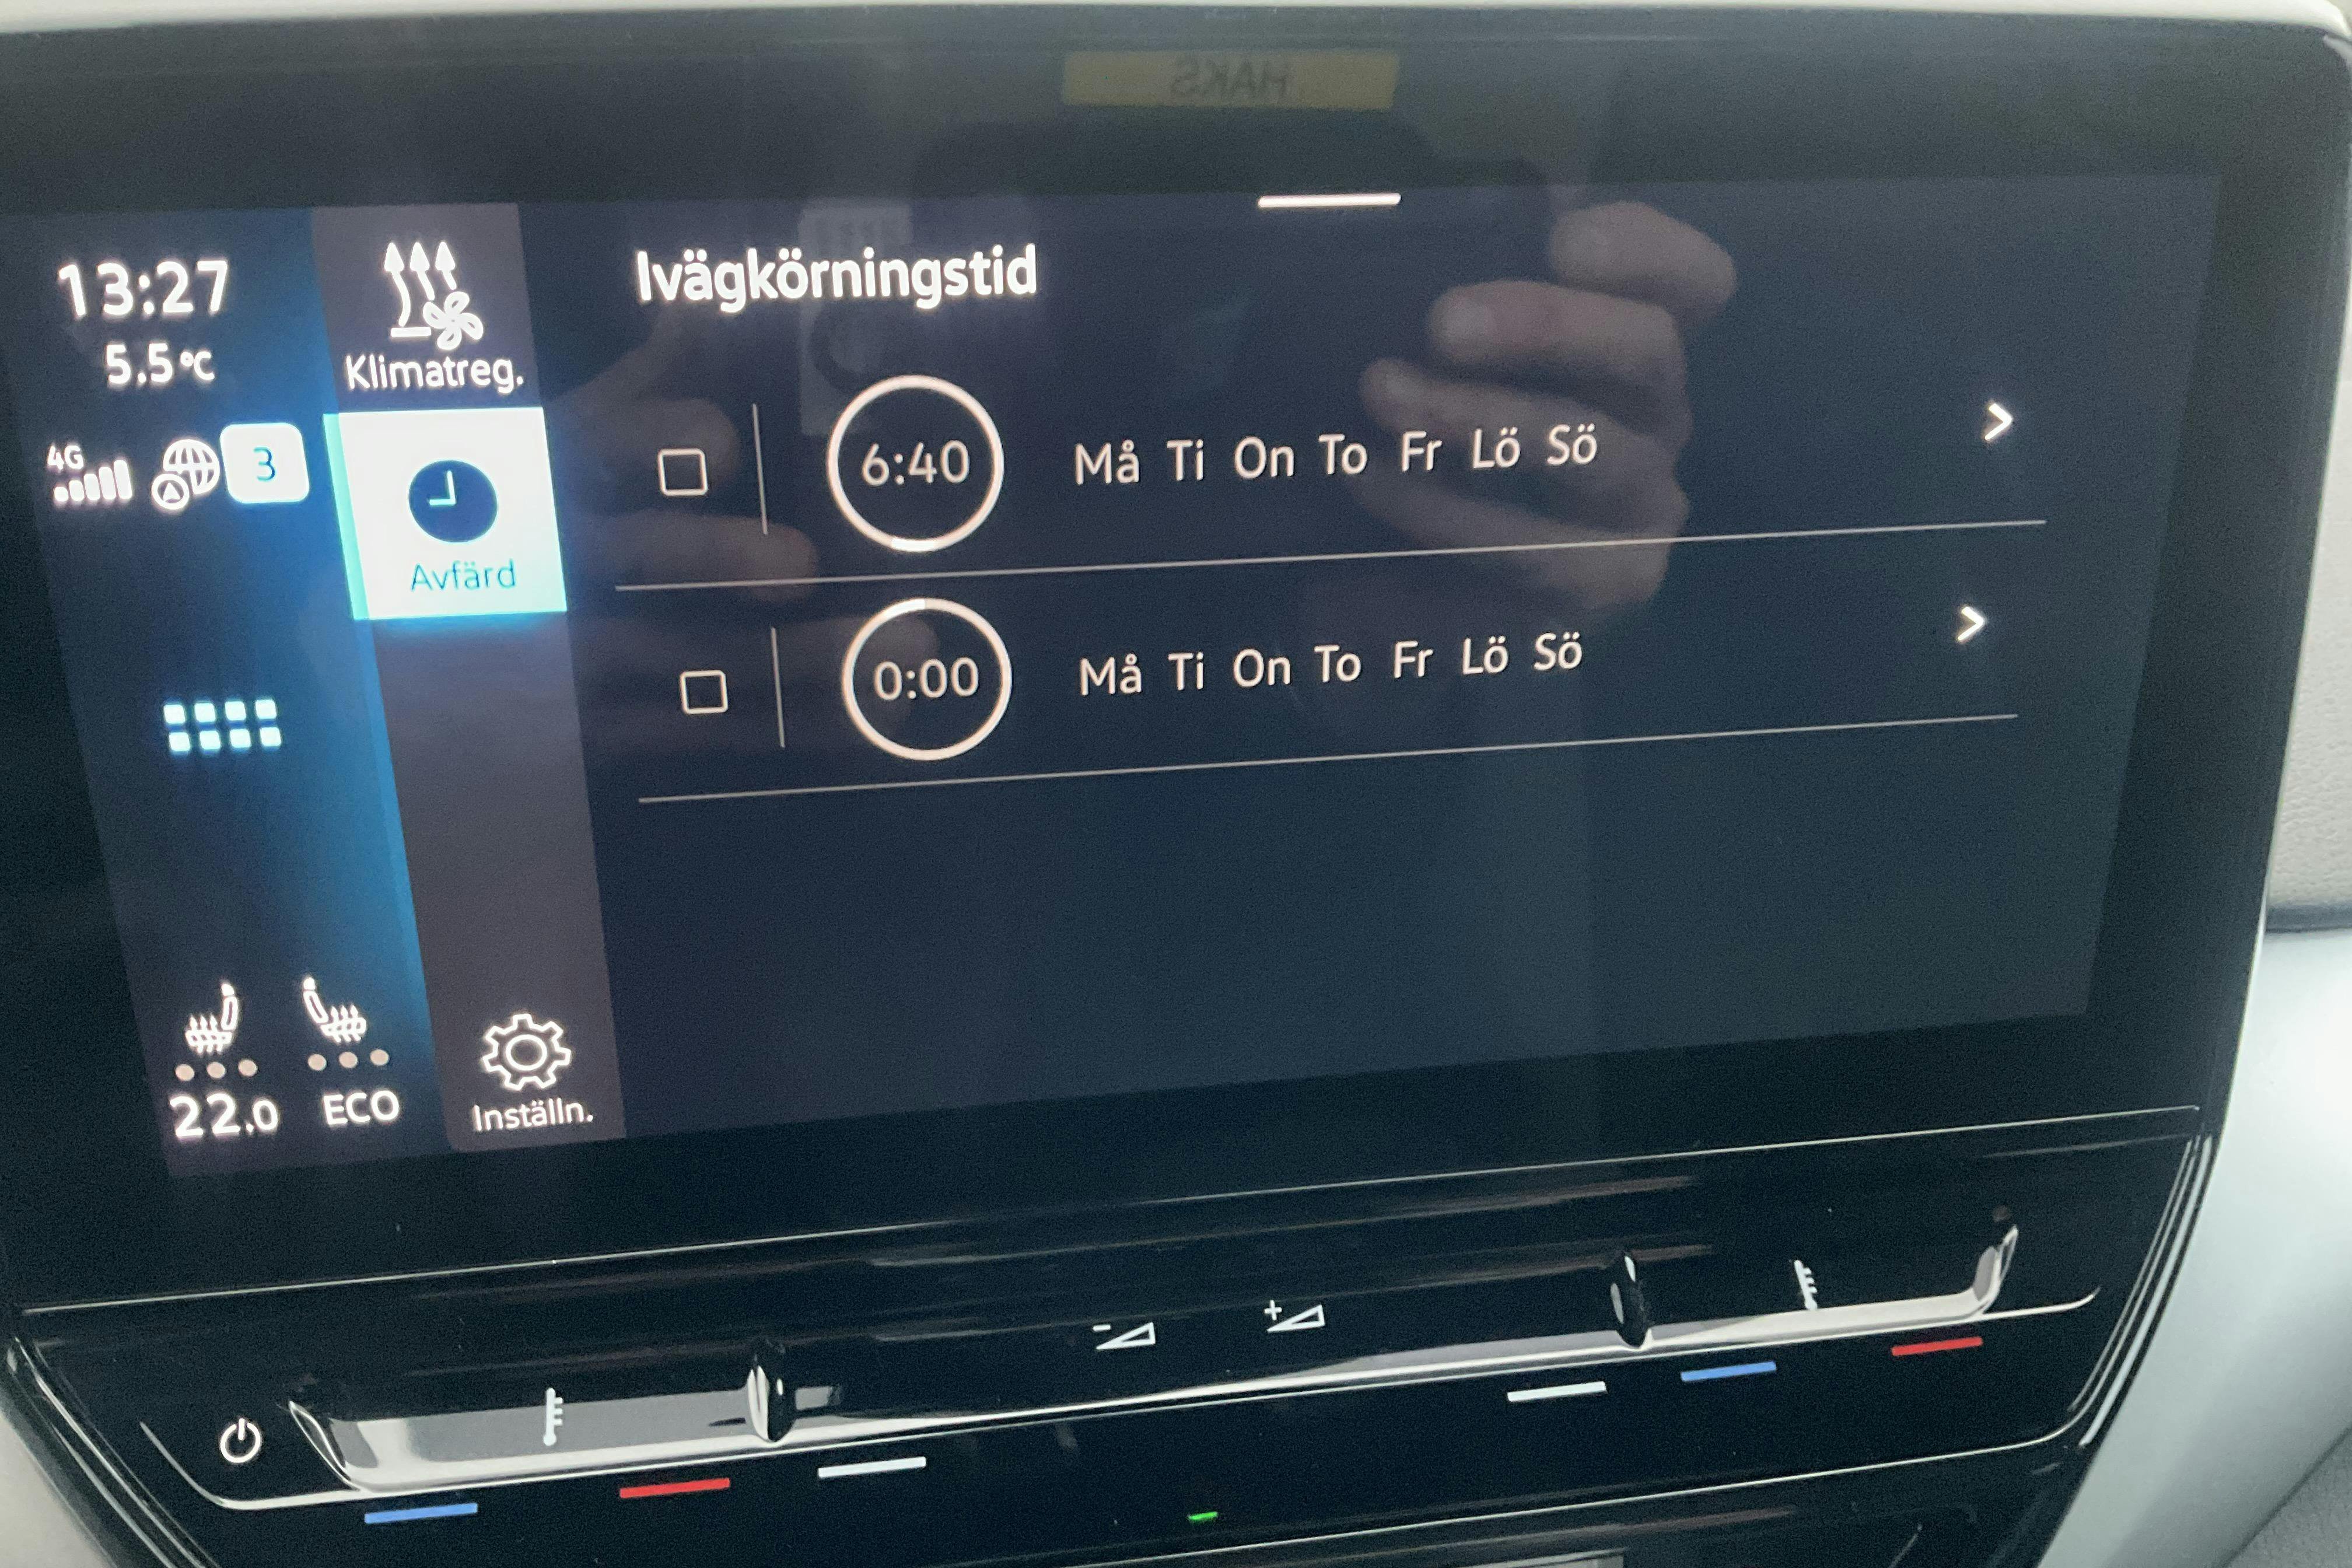 HAKS
13:27
5.5°C
4G
3
Klimatreg.
Avfärd
Ivägkörningstid
6:40 Må Ti On To Fr Lö Sö
0:00 Må Ti On To Fr Lö Sö
22.0 ECO
Inställn.